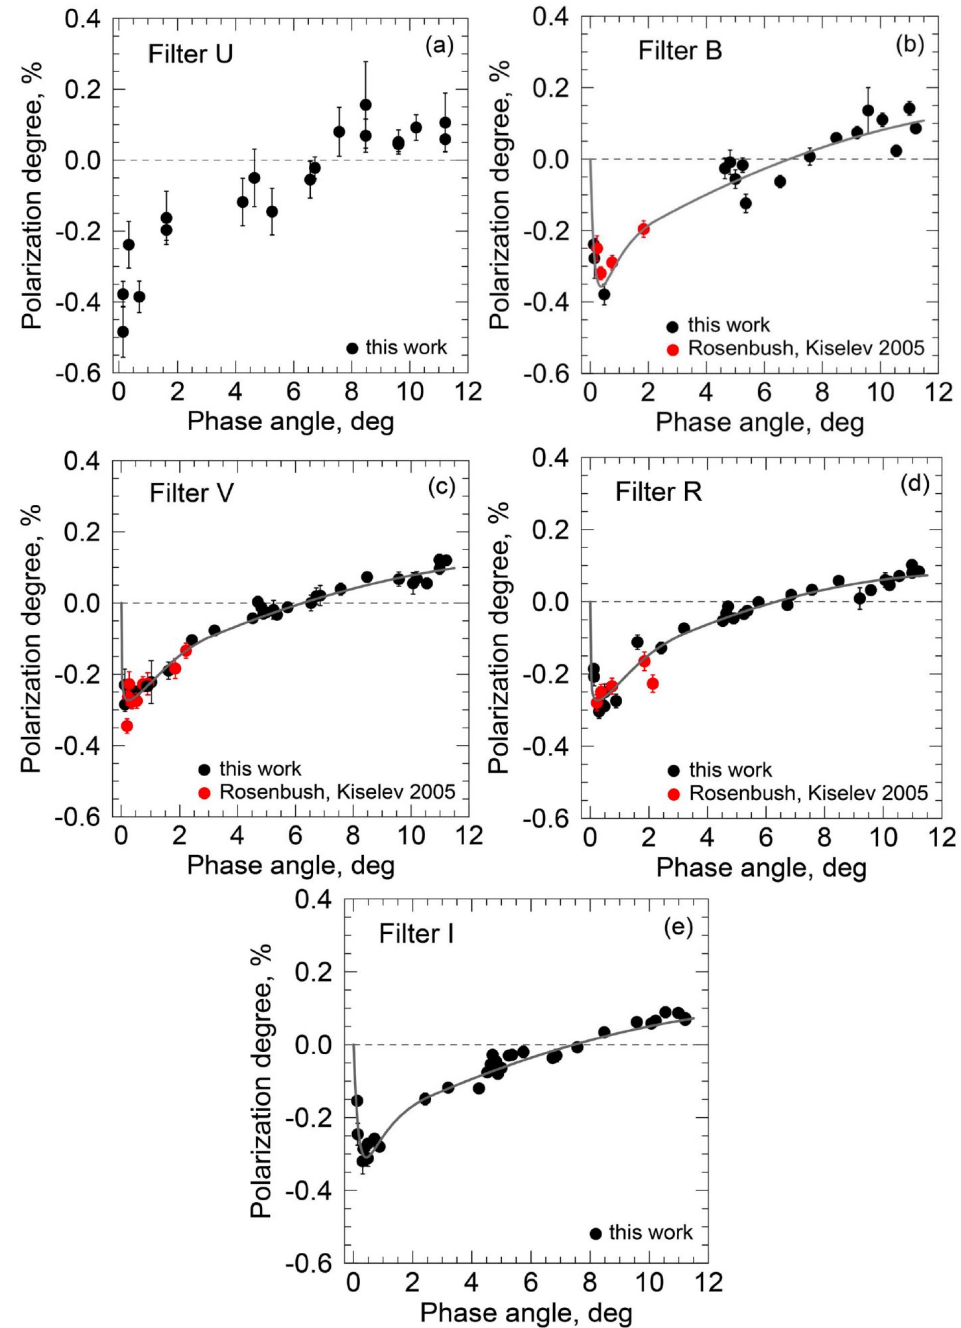 Filter U
(a)
Polarization degree, %
0.4
0.2
0.0
-0.2
-0.4
-0.6
this work
0 2 4 6 8 10 12
Phase angle, deg
Filter B
(b)
Polarization degree, %
0.4
0.2
0.0
-0.2
-0.4
-0.6
this work
Rosenbush, Kiselev 2005
0 2 4 6 8 10 12
Phase angle, deg
Filter V
(c)
Polarization degree, %
0.4
0.2
0.0
-0.2
-0.4
-0.6
this work
Rosenbush, Kiselev 2005
0 2 4 6 8 10 12
Phase angle, deg
Filter R
(d)
Polarization degree, %
0.4
0.2
0.0
-0.2
-0.4
-0.6
this work
Rosenbush, Kiselev 2005
0 2 4 6 8 10 12
Phase angle, deg
Filter I
(e)
Polarization degree, %
0.4
0.2
0.0
-0.2
-0.4
-0.6
this work
0 2 4 6 8 10 12
Phase angle, deg